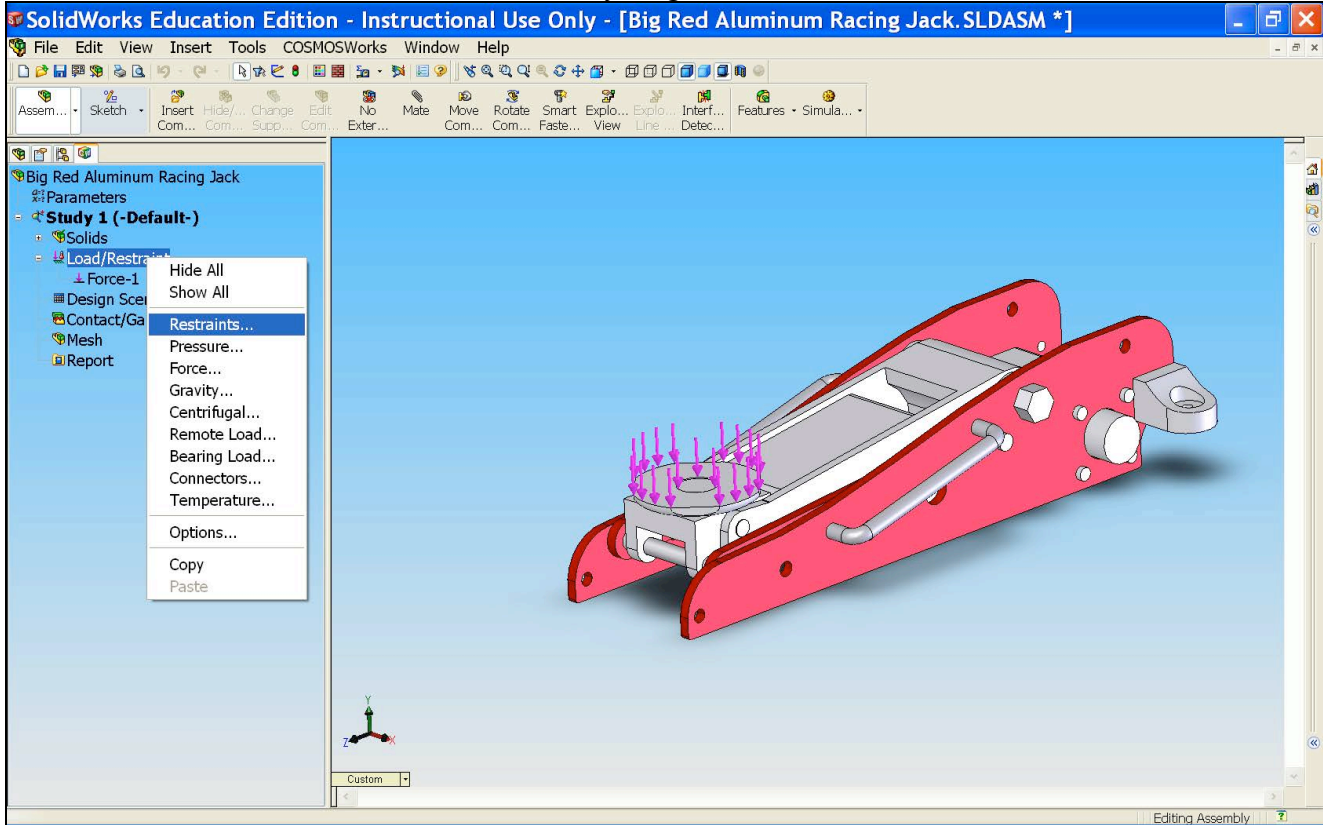 SolidWorks Education Edition - Instructional Use Only - [Big Red Aluminum Racing Jack.SLDASM *]
File Edit View Insert Tools COSMOSWorks Window Help
Assem... Sketch Insert Com... Hide/... Com... Change Supp... Edit Com... No Exter... Mate Move Com... Rotate Com... Smart Faste... Explo... View Explo... Line ... Interf... Detec... Features Simula...
Big Red Aluminum Racing Jack
Parameters
Study 1 (-Default-)
Solids
Load/Restraint
Force-1
Design Scen
Contact/Ga
Mesh
Report
Hide All
Show All
Restraints...
Pressure...
Force...
Gravity...
Centrifugal...
Remote Load...
Bearing Load...
Connectors...
Temperature...
Options...
Copy
Paste
Y
Z X
Custom
Editing Assembly